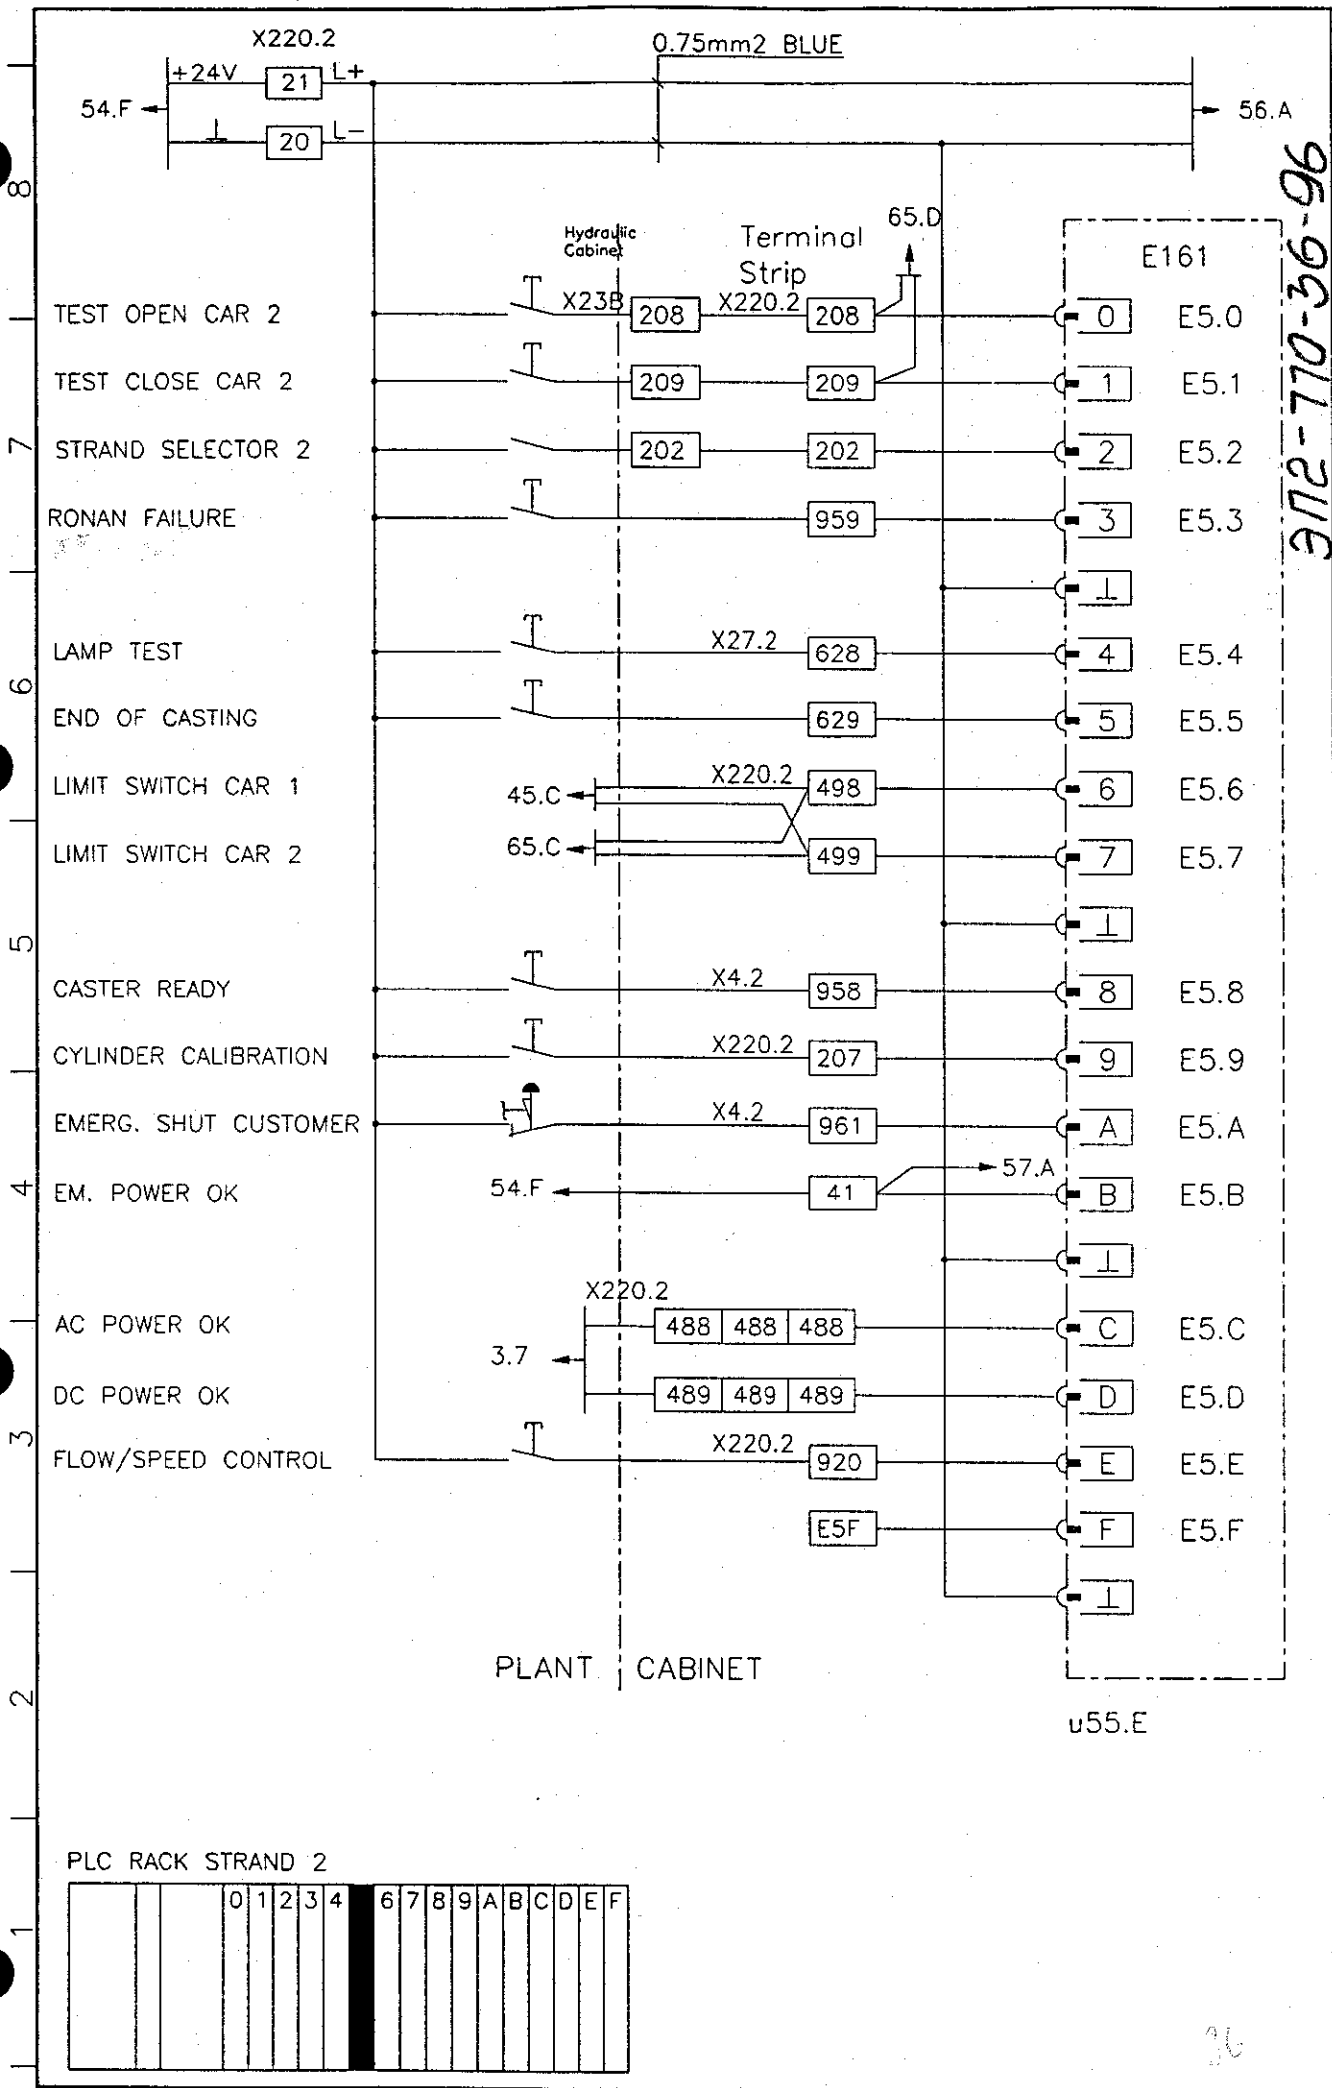 X220.2
0.75mm2 BLUE
+24V 21 L+
54.F
56.A
⊥ 20 L-
8
ЭП2-770-36-96
65.D
Hydraulic
Cabinet
Terminal
Strip
E161
TEST OPEN CAR 2 X23B 208 X220.2 208 0 E5.0
TEST CLOSE CAR 2 209 209 1 E5.1
7
STRAND SELECTOR 2 202 202 2 E5.2
RONAN FAILURE 959 3 E5.3
⊥
LAMP TEST X27.2 628 4 E5.4
6
END OF CASTING 629 5 E5.5
LIMIT SWITCH CAR 1 45.C X220.2 498 6 E5.6
LIMIT SWITCH CAR 2 65.C 499 7 E5.7
5
⊥
CASTER READY X4.2 958 8 E5.8
CYLINDER CALIBRATION X220.2 207 9 E5.9
EMERG. SHUT CUSTOMER X4.2 961 A E5.A
57.A
4
EM. POWER OK 54.F 41 B E5.B
⊥
X220.2
AC POWER OK 488 488 488 C E5.C
3.7
DC POWER OK 489 489 489 D E5.D
3
FLOW/SPEED CONTROL X220.2 920 E E5.E
E5F F E5.F
⊥
PLANT CABINET
2
u55.E
PLC RACK STRAND 2
0 1 2 3 4 6 7 8 9 A B C D E F
1
36